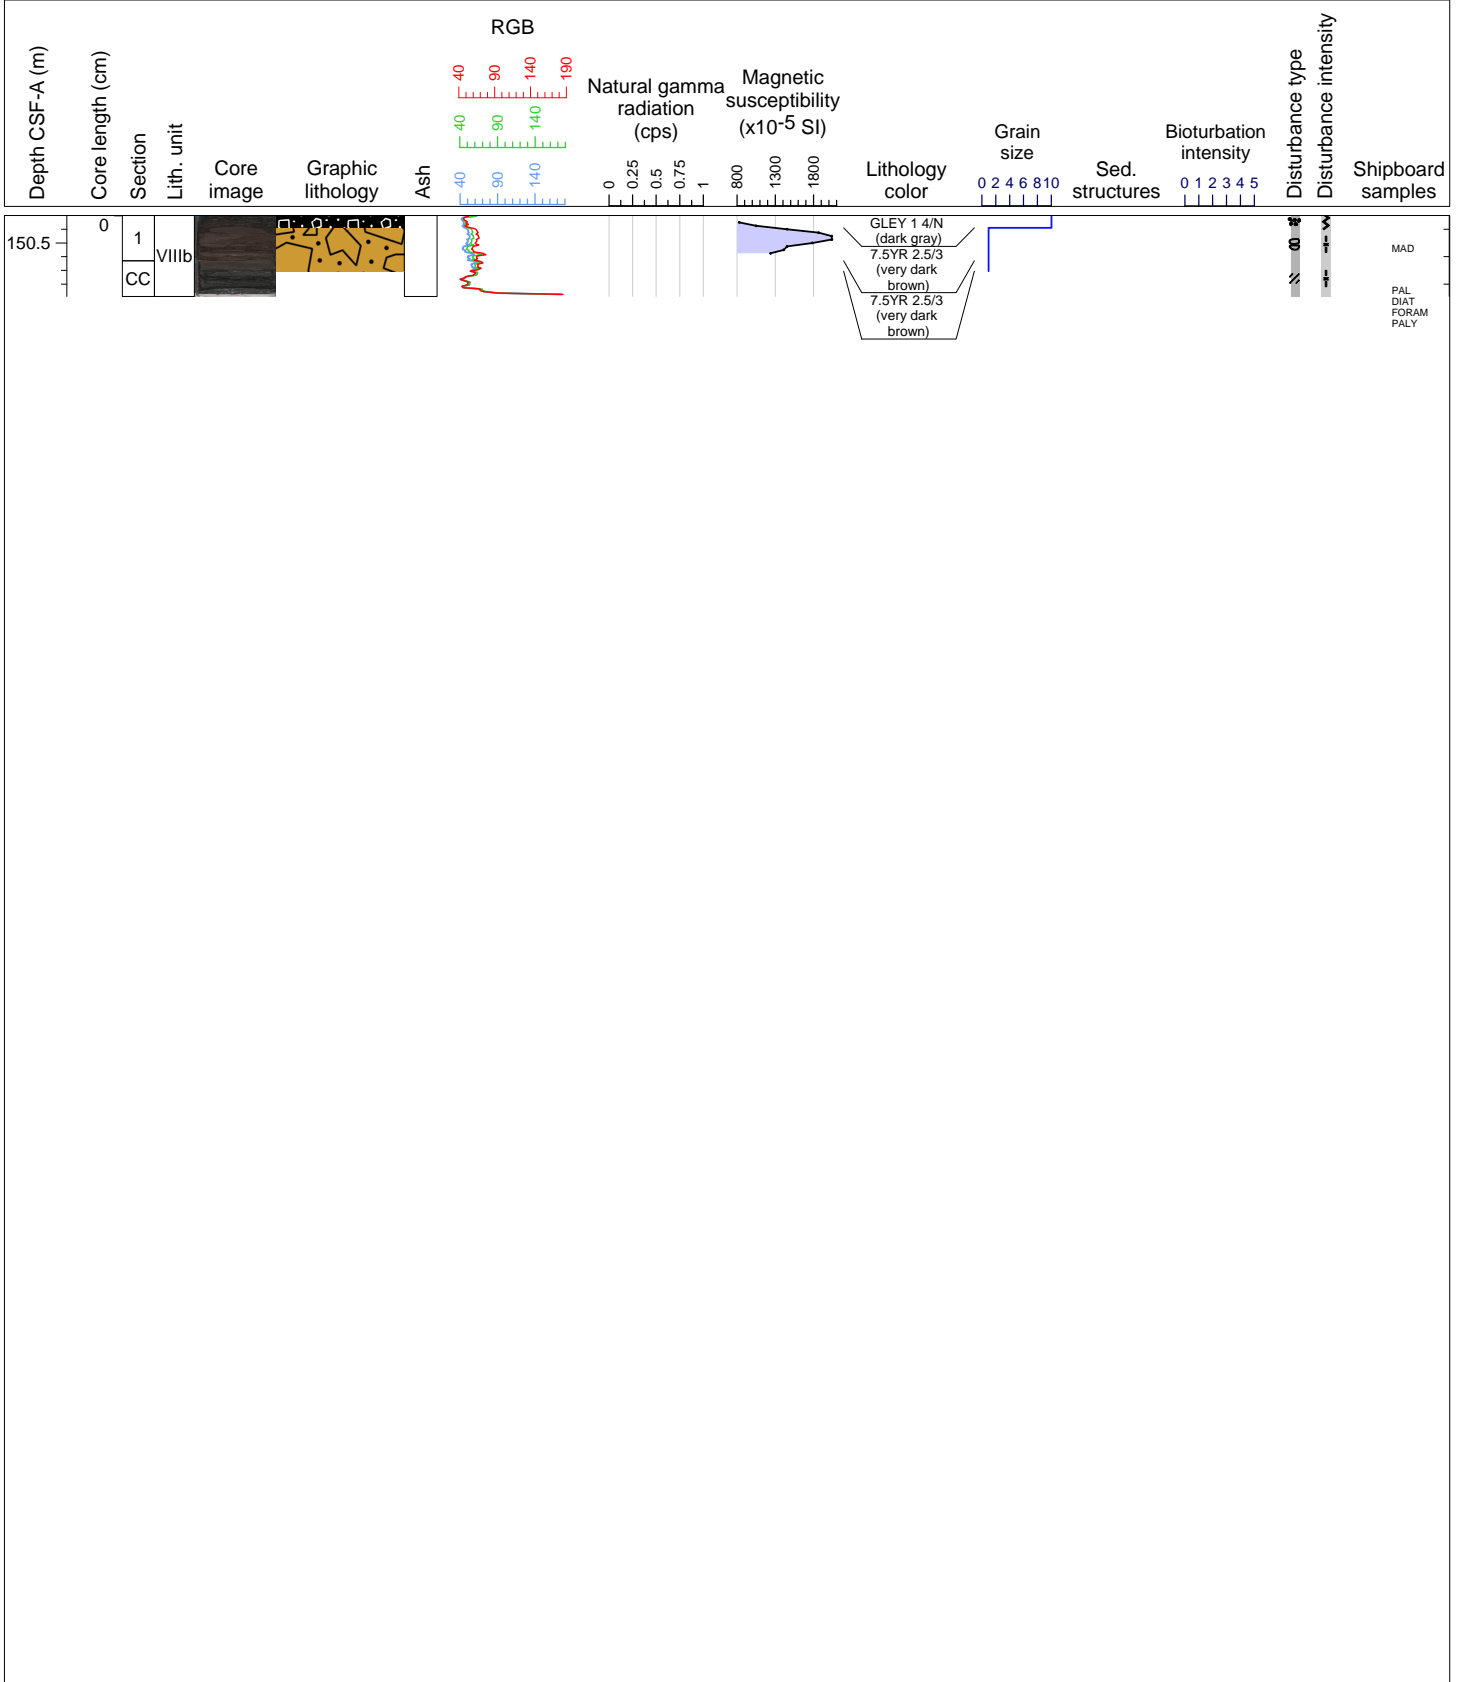 RGB
40 90 140 190
40 90 140
40 90 140
Depth CSF-A (m)
Core length (cm)
Section
Lith. unit
Core
image
Graphic
lithology
Ash
Natural gamma
radiation
(cps)
0 0.25 0.5 0.75 1
Magnetic
susceptibility
(x10-5 SI)
800 1300 1800
Lithology
color
Grain
size
0 2 4 6 8 10
Sed.
structures
Bioturbation
intensity
0 1 2 3 4 5
Disturbance type
Disturbance intensity
Shipboard
samples
150.5
0
1
CC
VIIIb
GLEY 1 4/N
(dark gray)
7.5YR 2.5/3
(very dark
brown)
7.5YR 2.5/3
(very dark
brown)
MAD
PAL
DIAT
FORAM
PALY